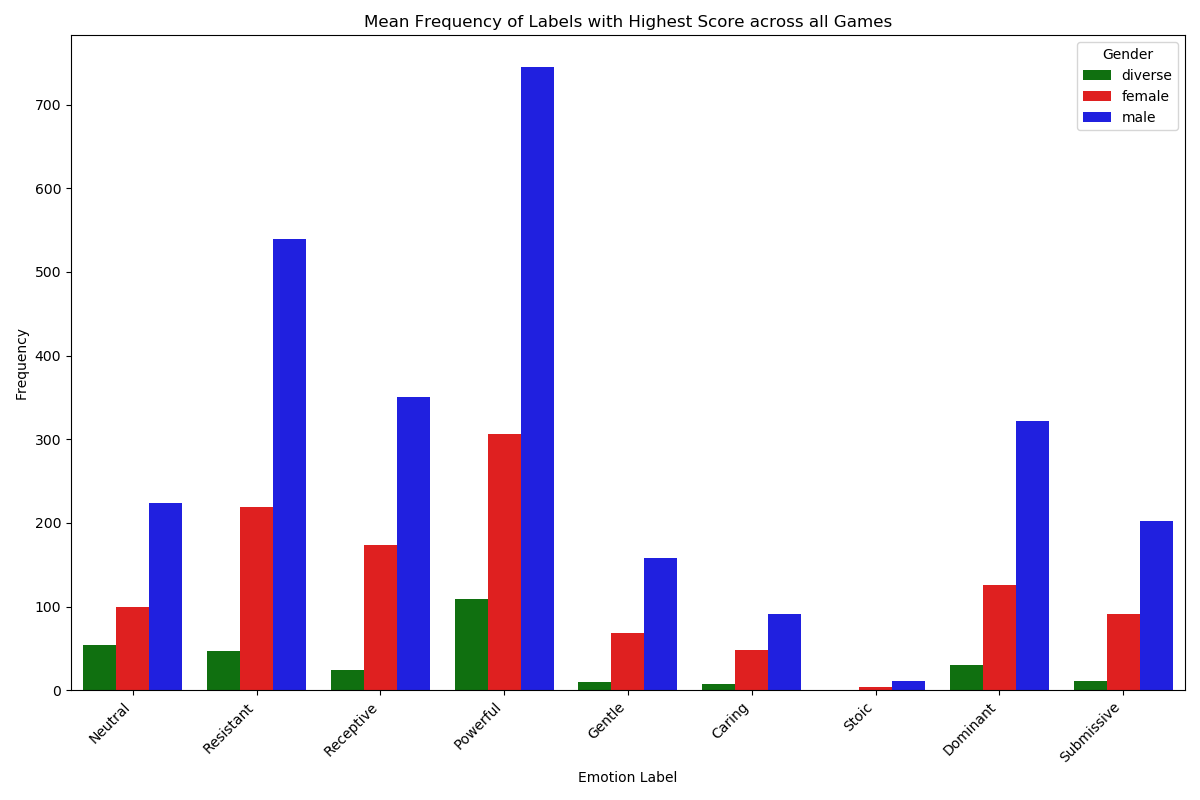 Mean Frequency of Labels with Highest Score across all Games
Gender
diverse
female
male
Frequency
700
600
500
400
300
200
100
0
Neutral
Resistant
Receptive
Powerful
Gentle
Caring
Stoic
Dominant
Submissive
Emotion Label